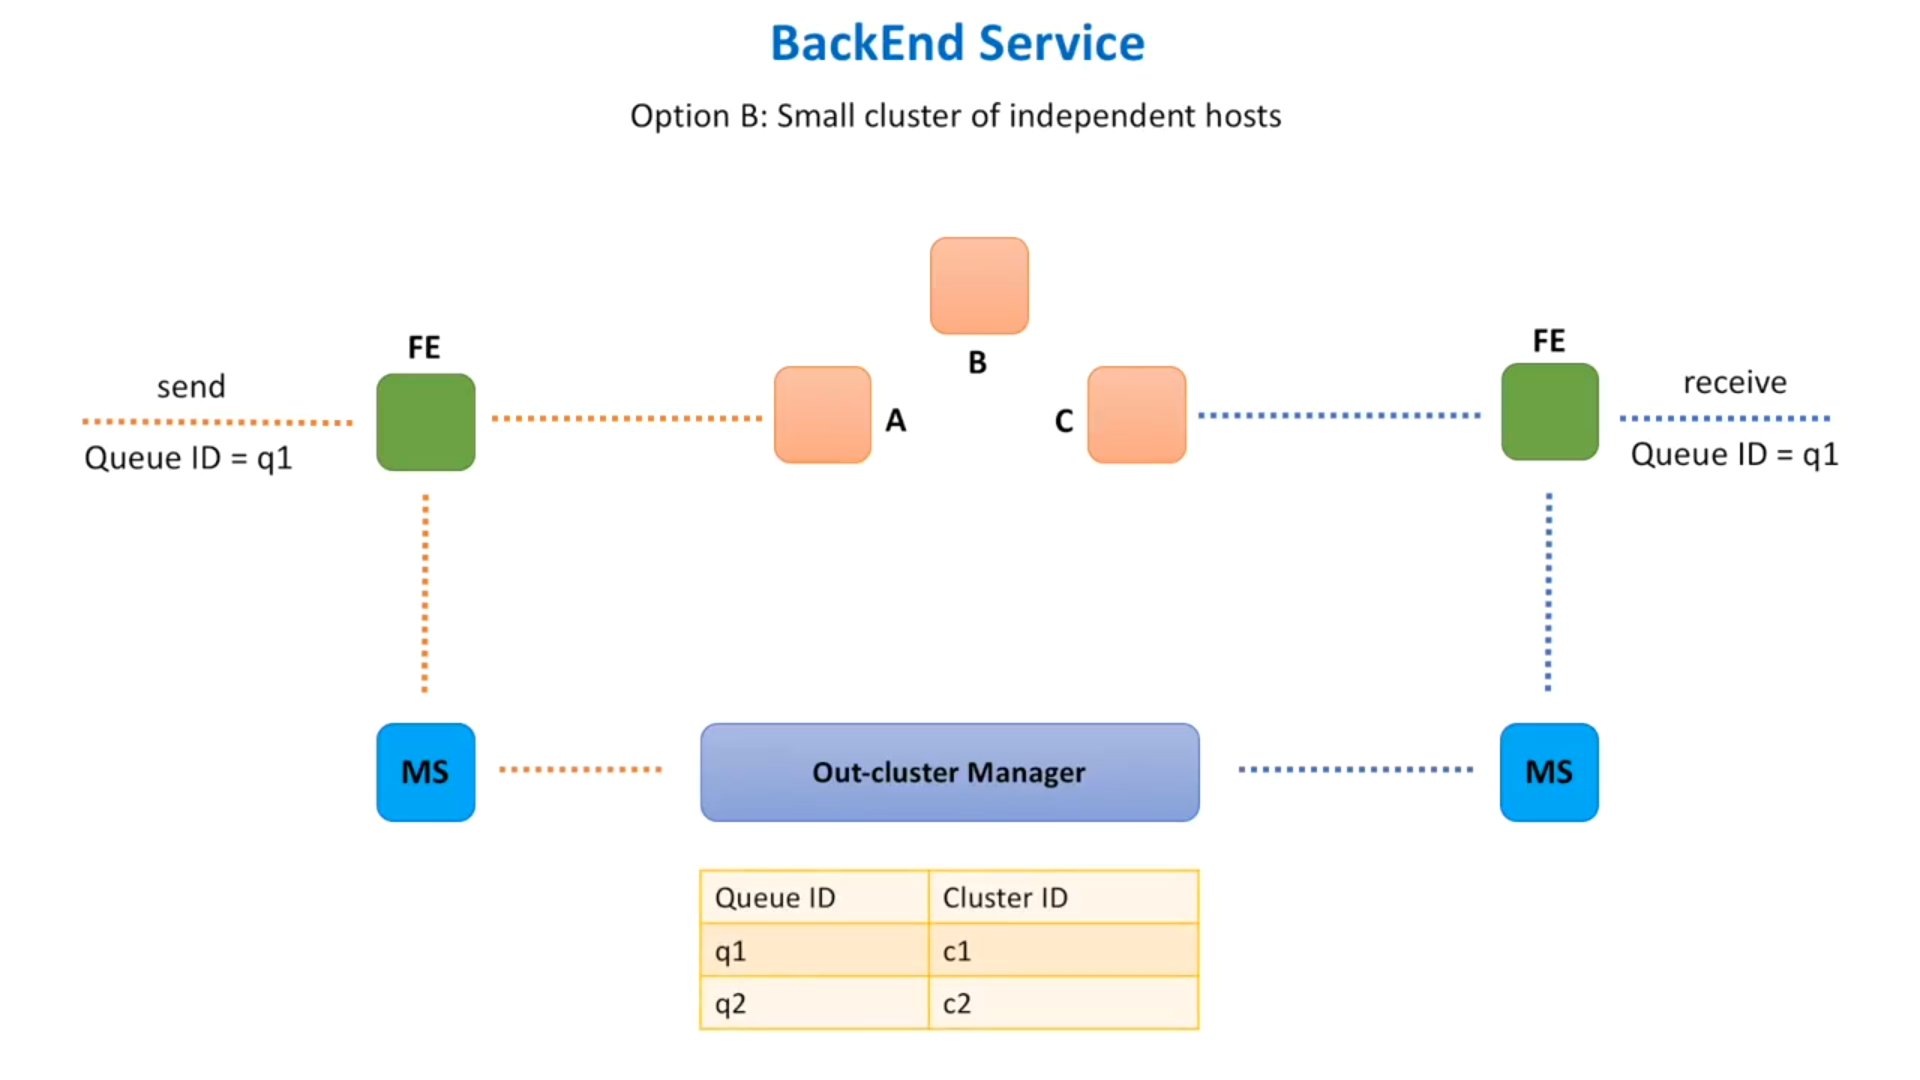 BackEnd Service
Option B: Small cluster of independent hosts
B
FE
send
Queue ID = q1
A
C
FE
receive
Queue ID = q1
MS
Out-cluster Manager
MS
Queue ID Cluster ID
q1 c1
q2 c2